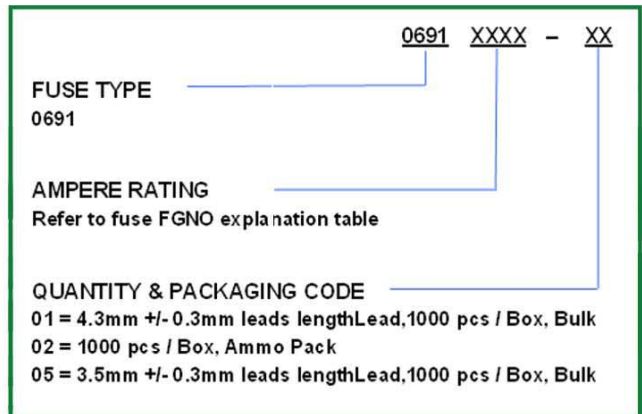 0691 XXXX – XX
FUSE TYPE
0691
AMPERE RATING
Refer to fuse FGNO explanation table
QUANTITY & PACKAGING CODE
01 = 4.3mm +/- 0.3mm leads lengthLead,1000 pcs / Box, Bulk
02 = 1000 pcs / Box, Ammo Pack
05 = 3.5mm +/- 0.3mm leads lengthLead,1000 pcs / Box, Bulk